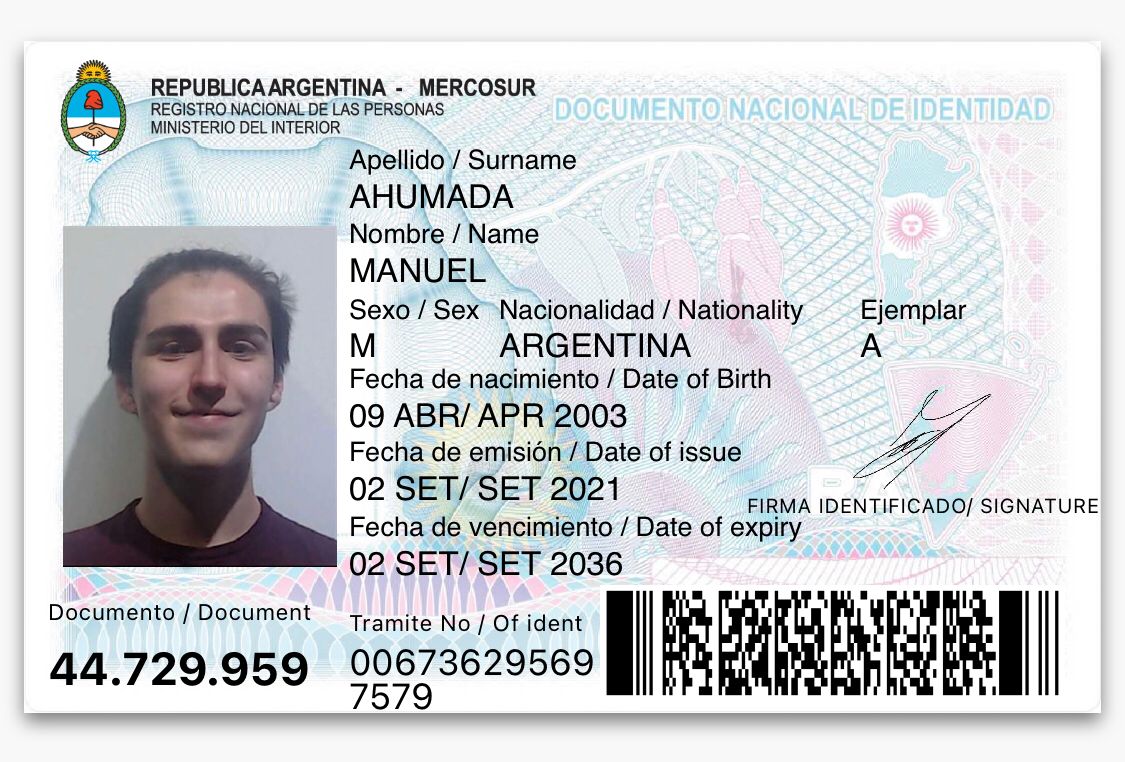 REPUBLICA ARGENTINA - MERCOSUR
REGISTRO NACIONAL DE LAS PERSONAS
MINISTERIO DEL INTERIOR
DOCUMENTO NACIONAL DE IDENTIDAD
Apellido / Surname
AHUMADA
Nombre / Name
MANUEL
Sexo / Sex Nacionalidad / Nationality Ejemplar
M ARGENTINA A
Fecha de nacimiento / Date of Birth
09 ABR/ APR 2003
Fecha de emisión / Date of issue
02 SET/ SET 2021
FIRMA IDENTIFICADO/ SIGNATURE
Fecha de vencimiento / Date of expiry
02 SET/ SET 2036
Documento / Document
44.729.959
Tramite No / Of ident
00673629569
7579